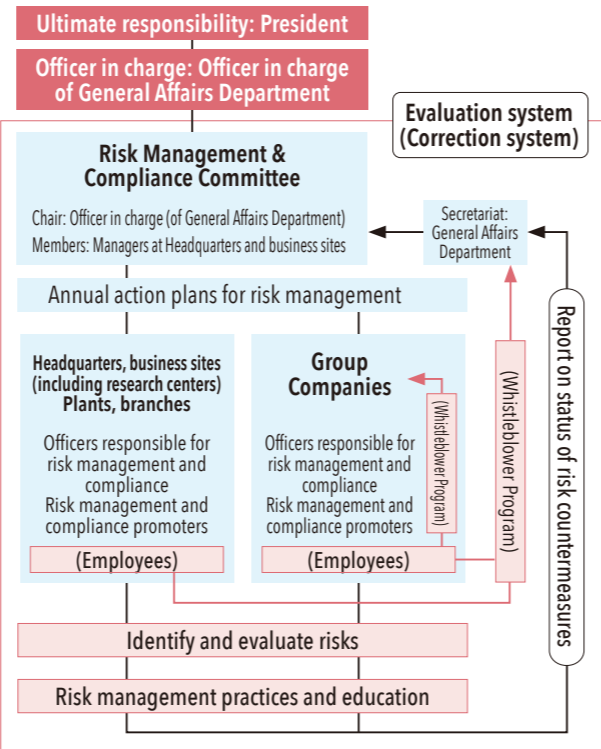 Ultimate responsibility: President
Officer in charge: Officer in charge
of General Affairs Department
Evaluation system
(Correction system)
Risk Management &
Compliance Committee
Chair: Officer in charge (of General Affairs Department)
Members: Managers at Headquarters and business sites
Secretariat:
General Affairs
Department
Annual action plans for risk management
Headquarters, business sites
(including research centers)
Plants, branches
Officers responsible for
risk management and
compliance
Risk management and
compliance promoters
(Employees)
Group
Companies
Officers responsible for
risk management and
compliance
Risk management and
compliance promoters
(Employees)
(Whistleblower Program)
(Whistleblower Program)
Report on status of risk countermeasures
Identify and evaluate risks
Risk management practices and education